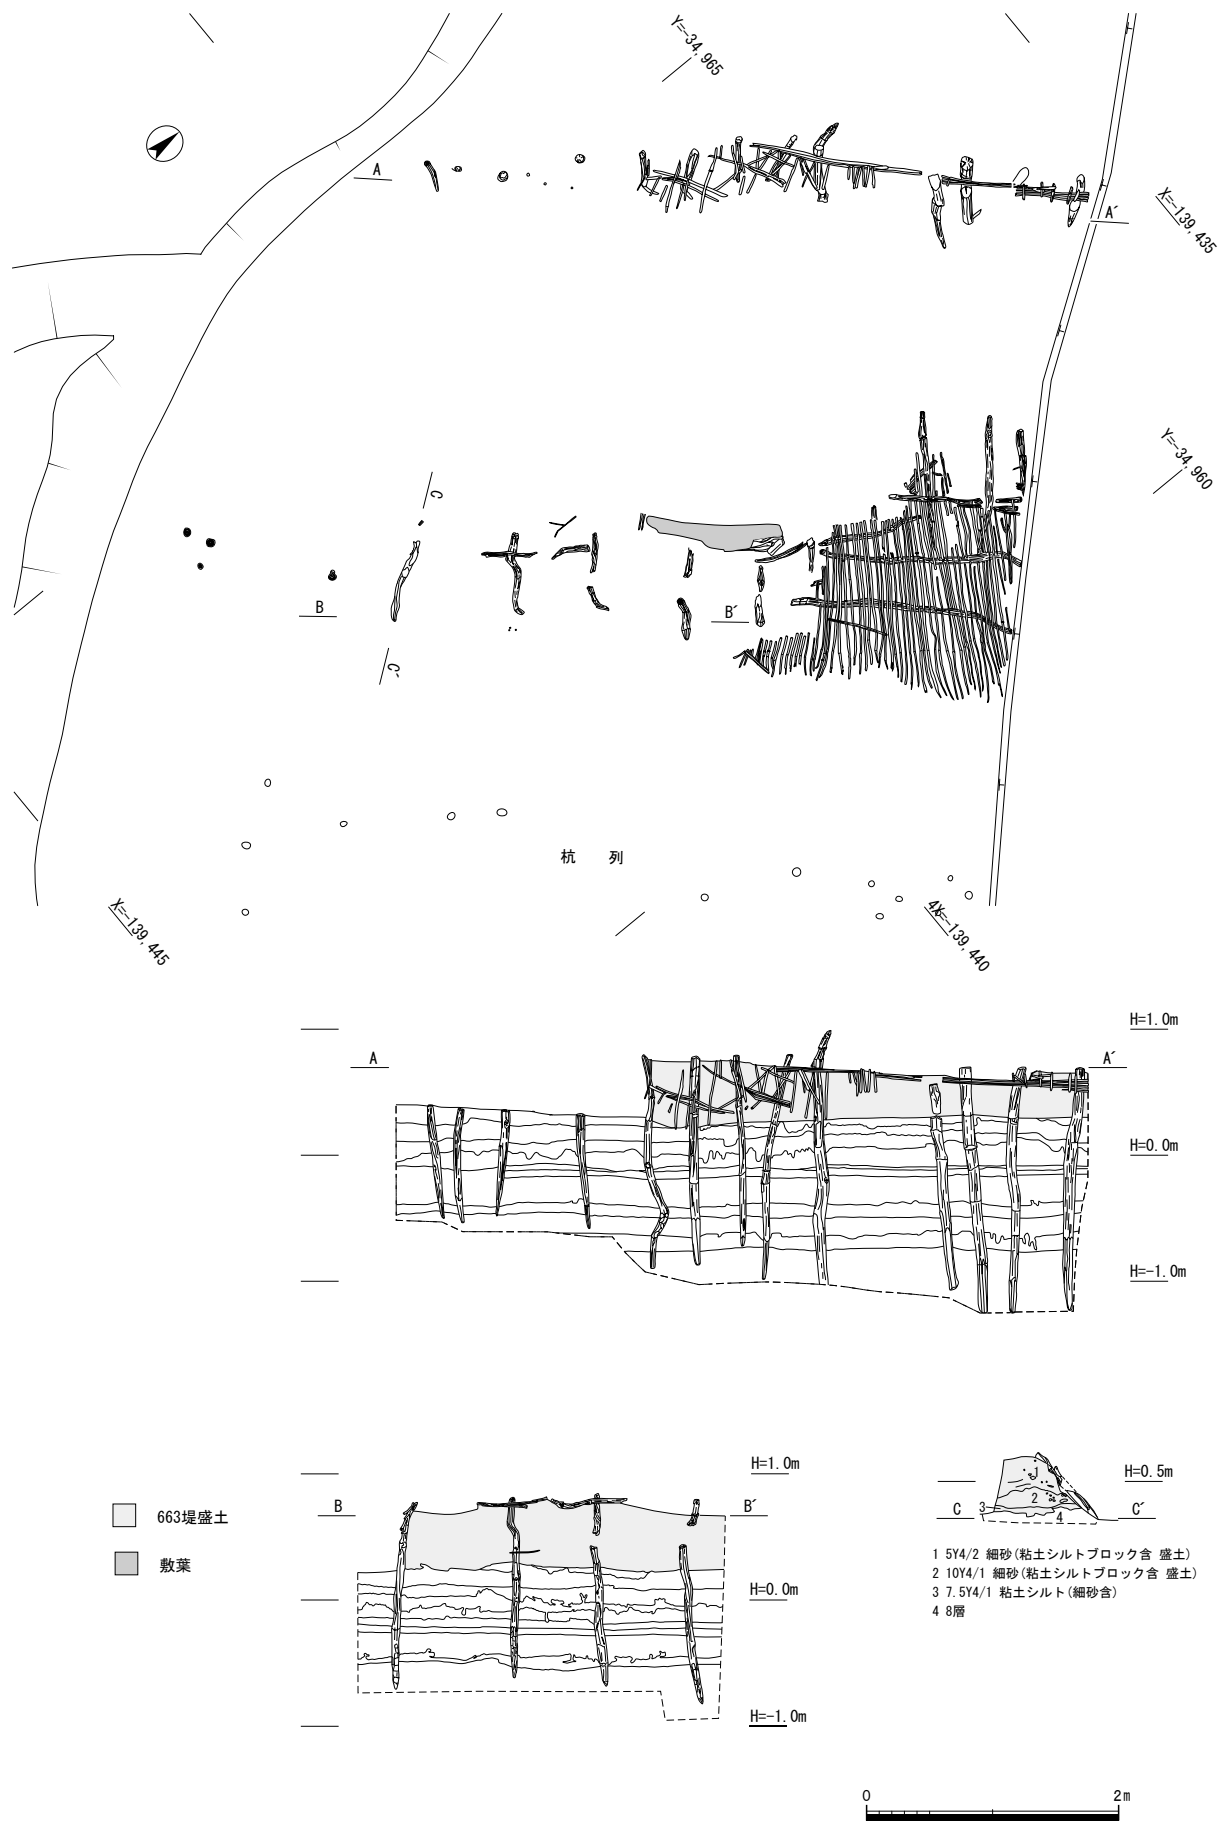 Y=-34,965
A
A´
X=-139,435
Y=-34,960
C
B
B´
C´
杭 列
X=-139,445
X=-139,440
H=1.0m
A
A´
H=0.0m
H=-1.0m
H=1.0m
B
B´
H=0.0m
H=-1.0m
H=0.5m
C
C´
1
2
3
4
663堤盛土
敷葉
1 5Y4/2 細砂(粘土シルトブロック含 盛土)
2 10Y4/1 細砂(粘土シルトブロック含 盛土)
3 7.5Y4/1 粘土シルト(細砂含)
4 8層
0
2m